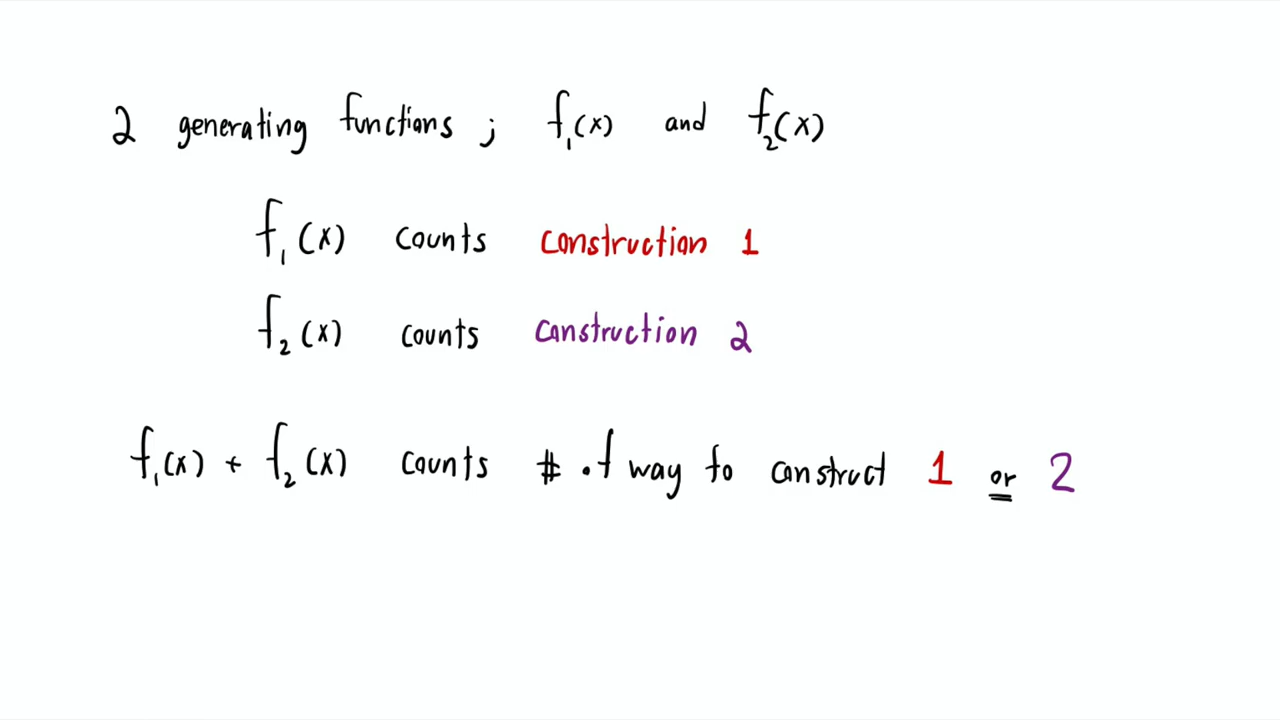 2 generating functions ; f₁(x) and f₂(x)
f₁(x) counts construction 1
f₂(x) counts construction 2
f₁(x) + f₂(x) counts # of way to construct 1 or 2